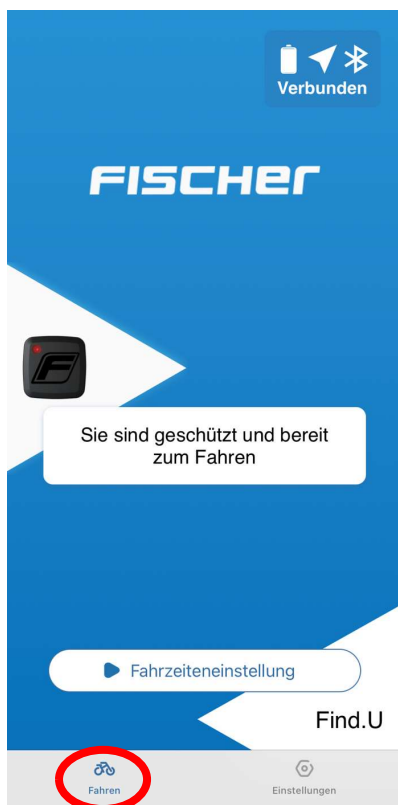 Verbunden
FISCHER
Sie sind geschützt und bereit
zum Fahren
Fahrzeiteneinstellung
Find.U
Fahren
Einstellungen